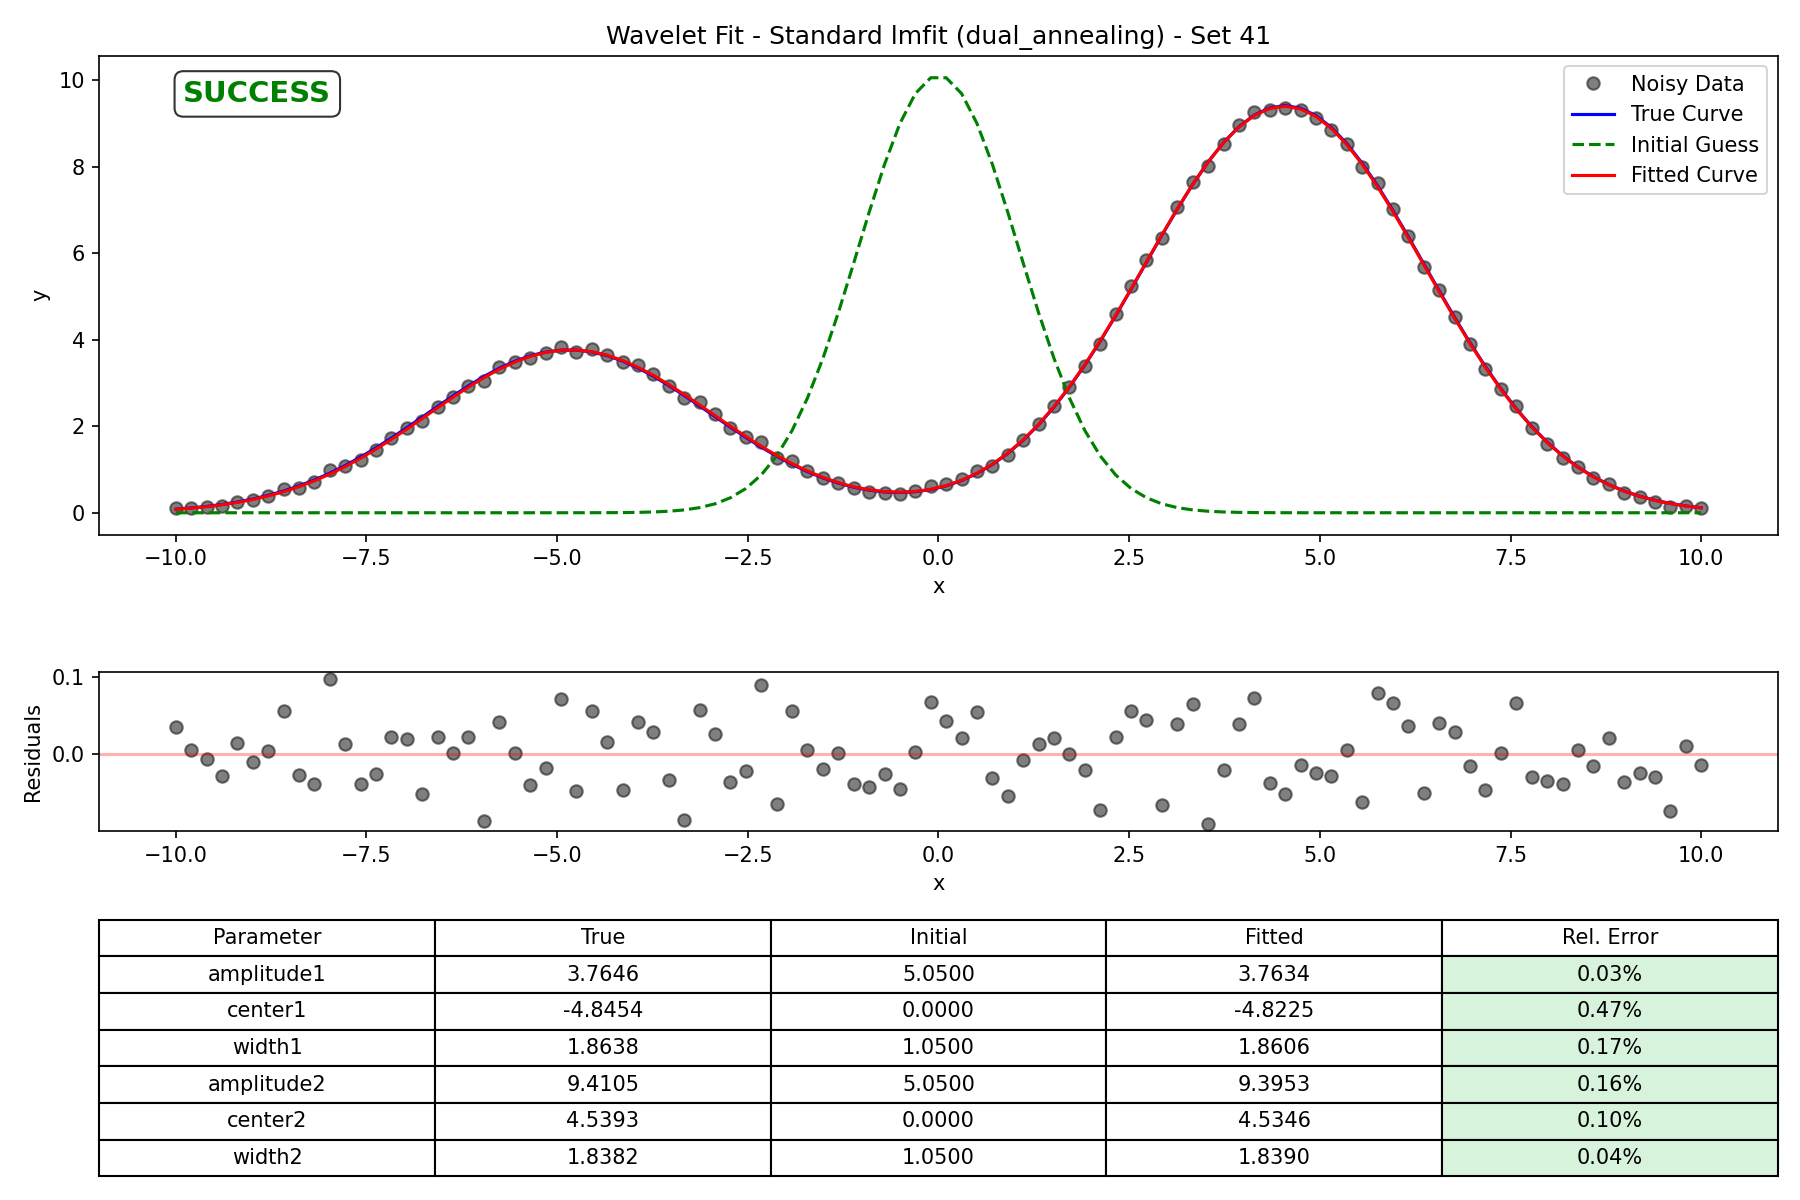 Wavelet Fit - Standard lmfit (dual_annealing) - Set 41
SUCCESS
Noisy Data
True Curve
Initial Guess
Fitted Curve
y
10
8
6
4
2
0
−10.0 −7.5 −5.0 −2.5 0.0 2.5 5.0 7.5 10.0
x
Residuals
0.1
0.0
−10.0 −7.5 −5.0 −2.5 0.0 2.5 5.0 7.5 10.0
x
Parameter True Initial Fitted Rel. Error
amplitude1 3.7646 5.0500 3.7634 0.03%
center1 -4.8454 0.0000 -4.8225 0.47%
width1 1.8638 1.0500 1.8606 0.17%
amplitude2 9.4105 5.0500 9.3953 0.16%
center2 4.5393 0.0000 4.5346 0.10%
width2 1.8382 1.0500 1.8390 0.04%